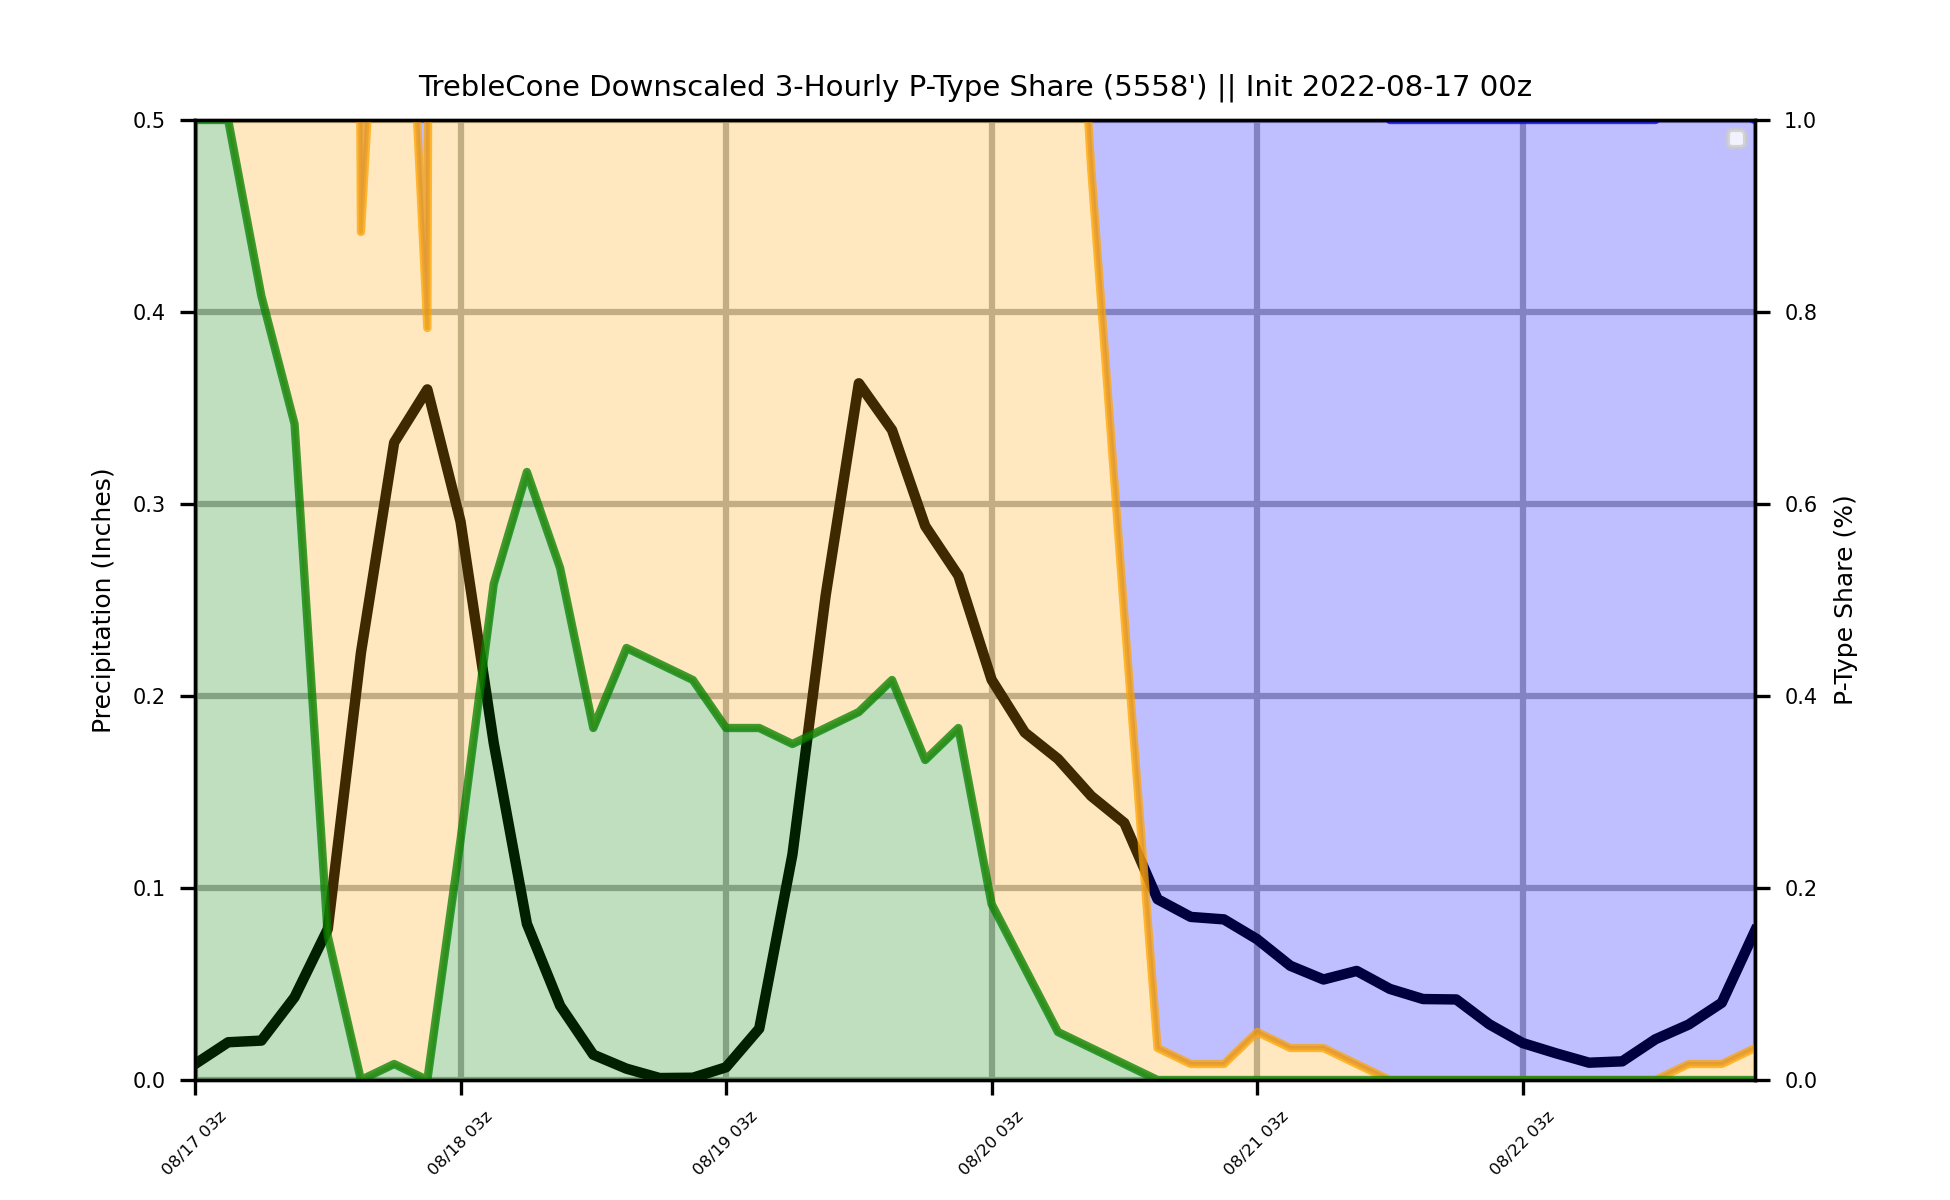 TrebleCone Downscaled 3-Hourly P-Type Share (5558') || Init 2022-08-17 00z
0.5
0.4
0.3
0.2
0.1
0.0
Precipitation (Inches)
1.0
0.8
0.6
0.4
0.2
0.0
P-Type Share (%)
08/17 03z
08/18 03z
08/19 03z
08/20 03z
08/21 03z
08/22 03z